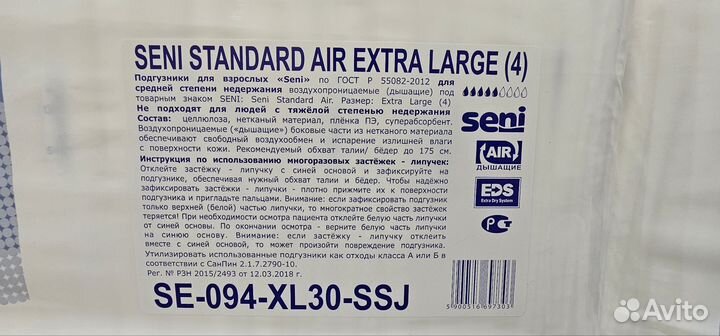 SENI STANDARD AIR EXTRA LARGE (4)
Подгузники для взрослых «Seni» по ГОСТ Р 55082-2012 для
средней степени недержания воздухопроницаемые (дышащие) под
товарным знаком SENI: Seni Standard Air. Размер: Extra Large (4)
Не подходят для людей с тяжёлой степенью недержания
Состав: целлюлоза, нетканый материал, плёнка ПЭ, суперабсорбент.
Воздухопроницаемые («дышащие») боковые части из нетканого материала
обеспечивают свободный воздухообмен и испарение излишней влаги
с поверхности кожи. Рекомендуемый обхват талии/ бёдер до 175 см.
Инструкция по использованию многоразовых застёжек - липучек:
Отклейте застёжку - липучку с синей основой и зафиксируйте на
подгузнике, обеспечивая нужный обхват талии и бёдер. Чтобы надёжно
зафиксировать застёжки - липучки - плотно прижмите их к поверхности
подгузника и пригладьте пальцами. Внимание: если зафиксировать подгузник
только верхней (белой) частью липучки, то многократное свойство застёжек
теряется! При необходимости осмотра пациента отклейте белую часть липучки
от синей основы. По окончании осмотра - верните белую часть липучки
на синюю основу. Внимание: если застёжку - липучку отклеить вместе
с синей основой, то может произойти повреждение подгузника.
Утилизировать использованные подгузники как отходы класса А или Б в
соответствии с СанПин 2.1.7.2790-10.
Рег. № РЗН 2015/2493 от 12.03.2018 г.
SE-094-XL30-SSJ
seni
AIR
ДЫШАЩИЕ
EDS
Extra Dry System
РСТ
5900516697303
Avito